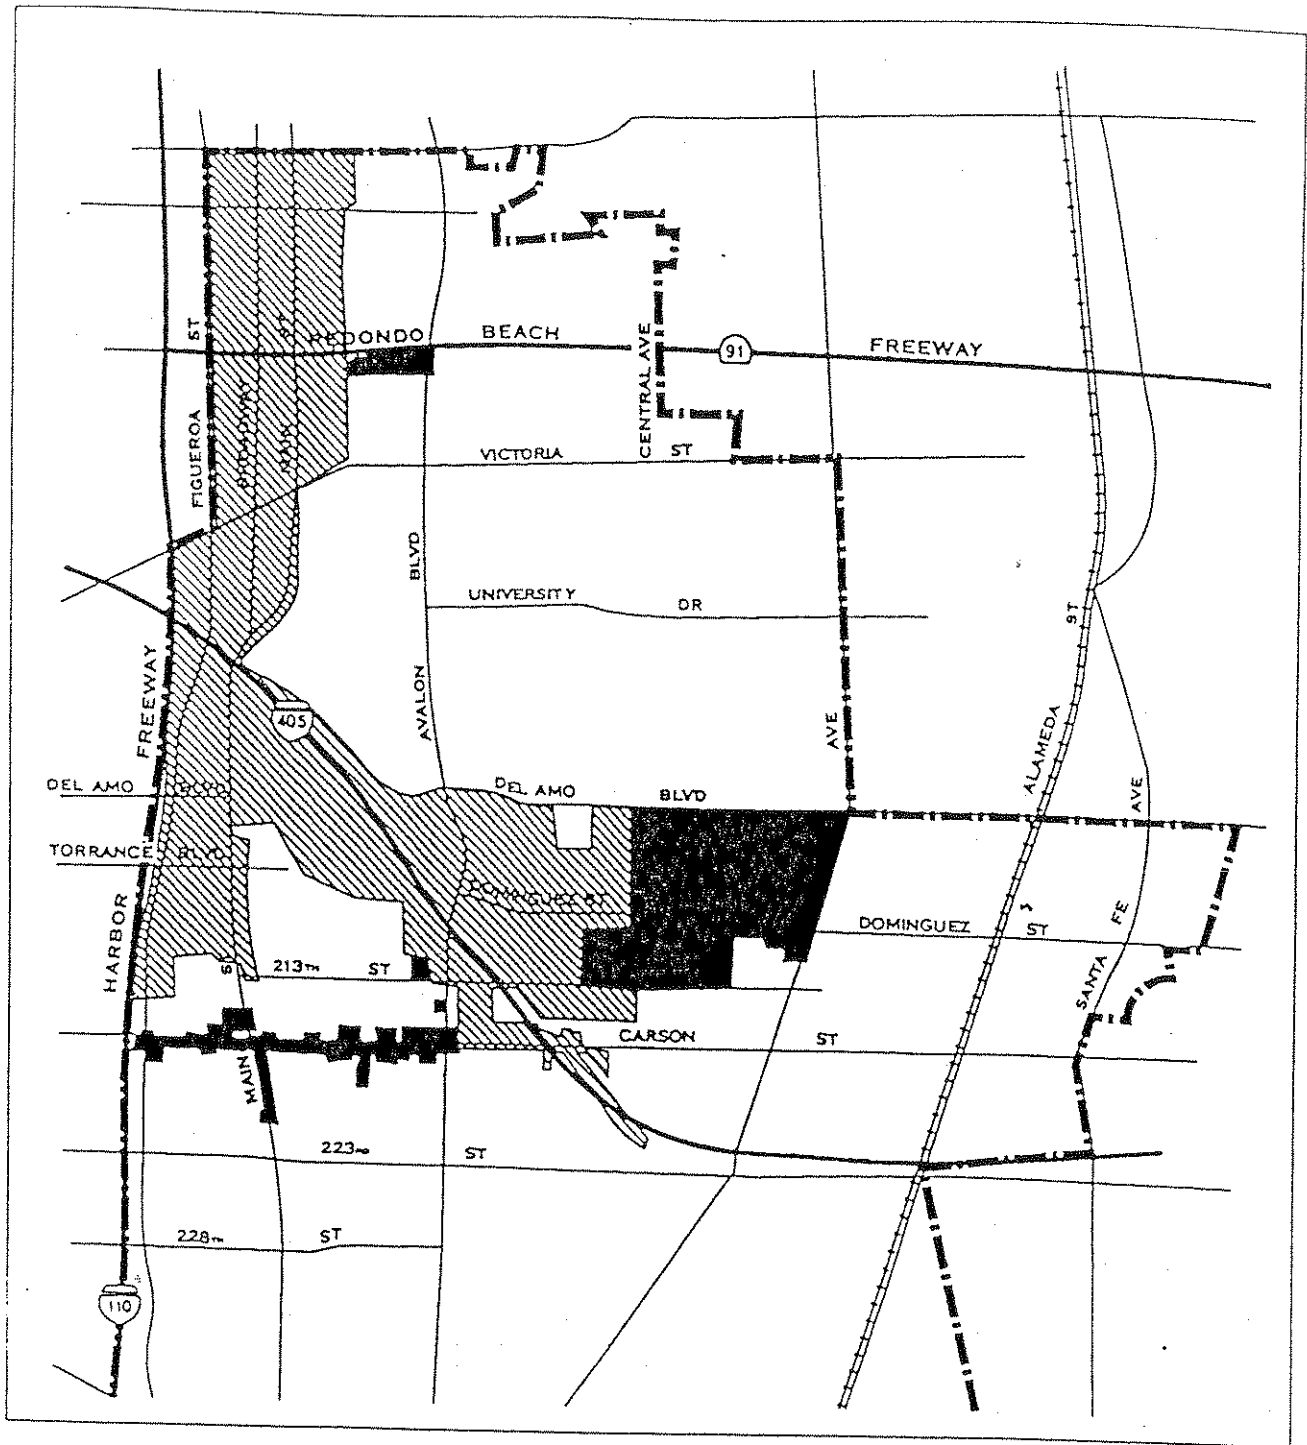 REDONDO BEACH FREEWAY
91
ST
FIGUEROA
BROADWAY
ST
MAIN
CENTRAL AVE
VICTORIA ST
BLVD
AVALON
UNIVERSITY DR
FREEWAY
HARBOR
405
AVE
ST
ALAMEDA
DEL AMO BLVD
DEL AMO BLVD
AVE
TORRANCE BLVD
DOMINGUEZ ST
DOMINGUEZ ST
FE
SANTA
213TH ST
ST
MAIN
CARSON ST
223RD ST
228TH ST
110